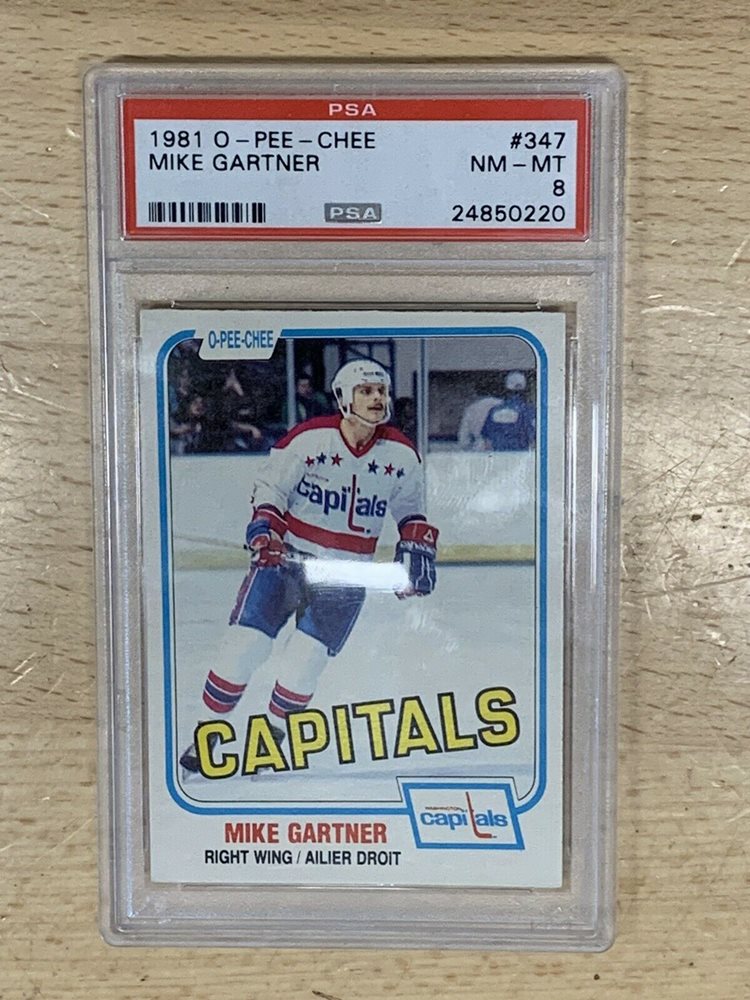 PSA
1981 O-PEE-CHEE #347
MIKE GARTNER NM-MT
8
PSA 24850220
O-PEE-CHEE
capitals
CAPITALS
WASHINGTON
capitals
MIKE GARTNER
RIGHT WING / AILIER DROIT